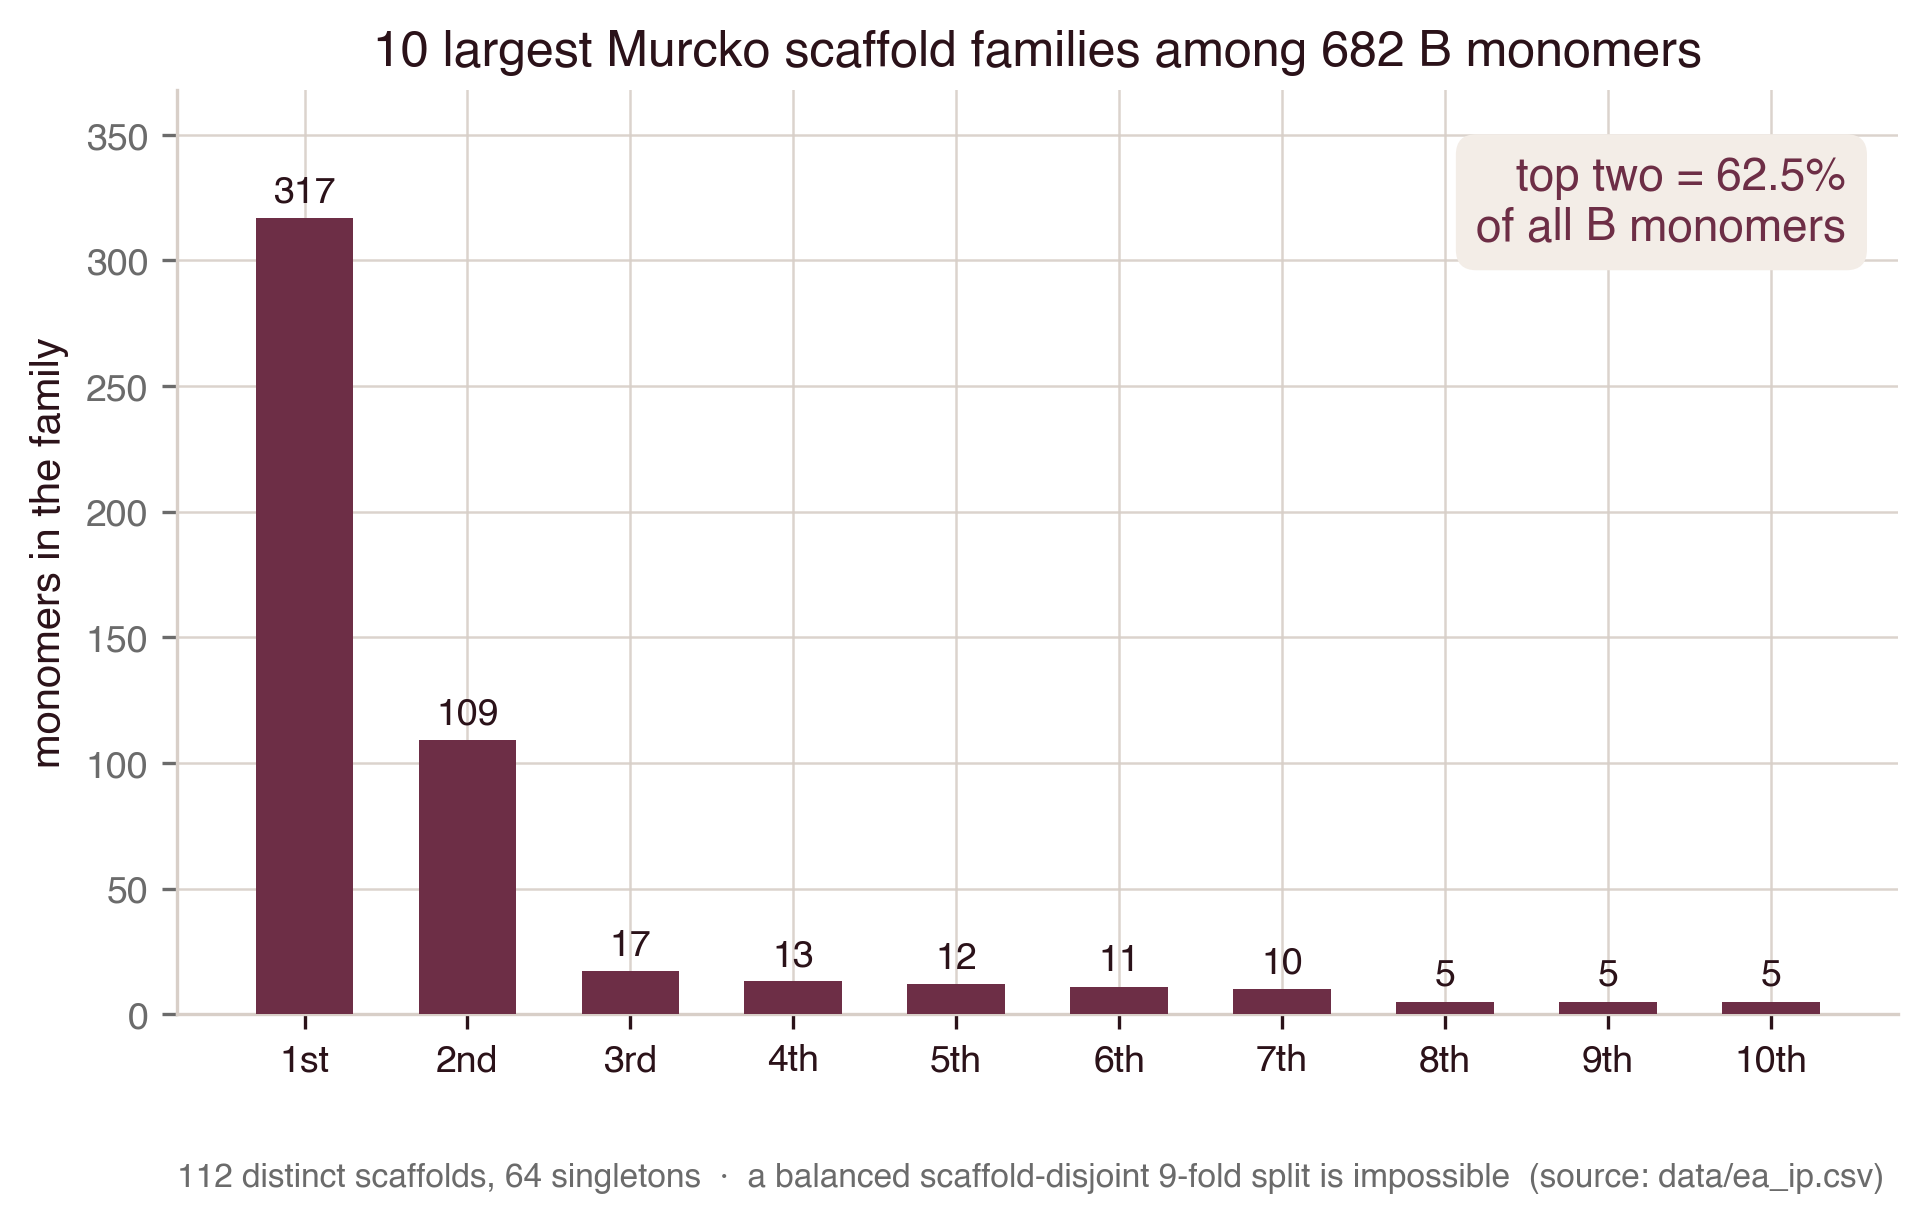 10 largest Murcko scaffold families among 682 B monomers
top two = 62.5%
of all B monomers
monomers in the family
350
300
250
200
150
100
50
0
317
109
17
13
12
11
10
5
5
5
1st
2nd
3rd
4th
5th
6th
7th
8th
9th
10th
112 distinct scaffolds, 64 singletons · a balanced scaffold-disjoint 9-fold split is impossible (source: data/ea_ip.csv)